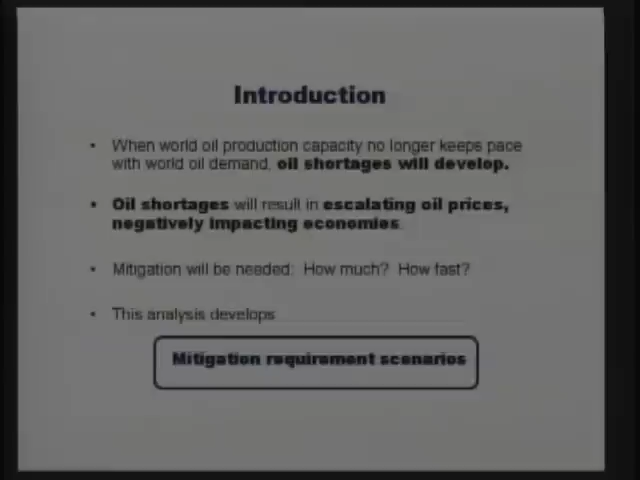 Introduction
• When world oil production capacity no longer keeps pace
with world oil demand, oil shortages will develop.
• Oil shortages will result in escalating oil prices,
negatively impacting economies.
• Mitigation will be needed: How much? How fast?
• This analysis develops
Mitigation requirement scenarios